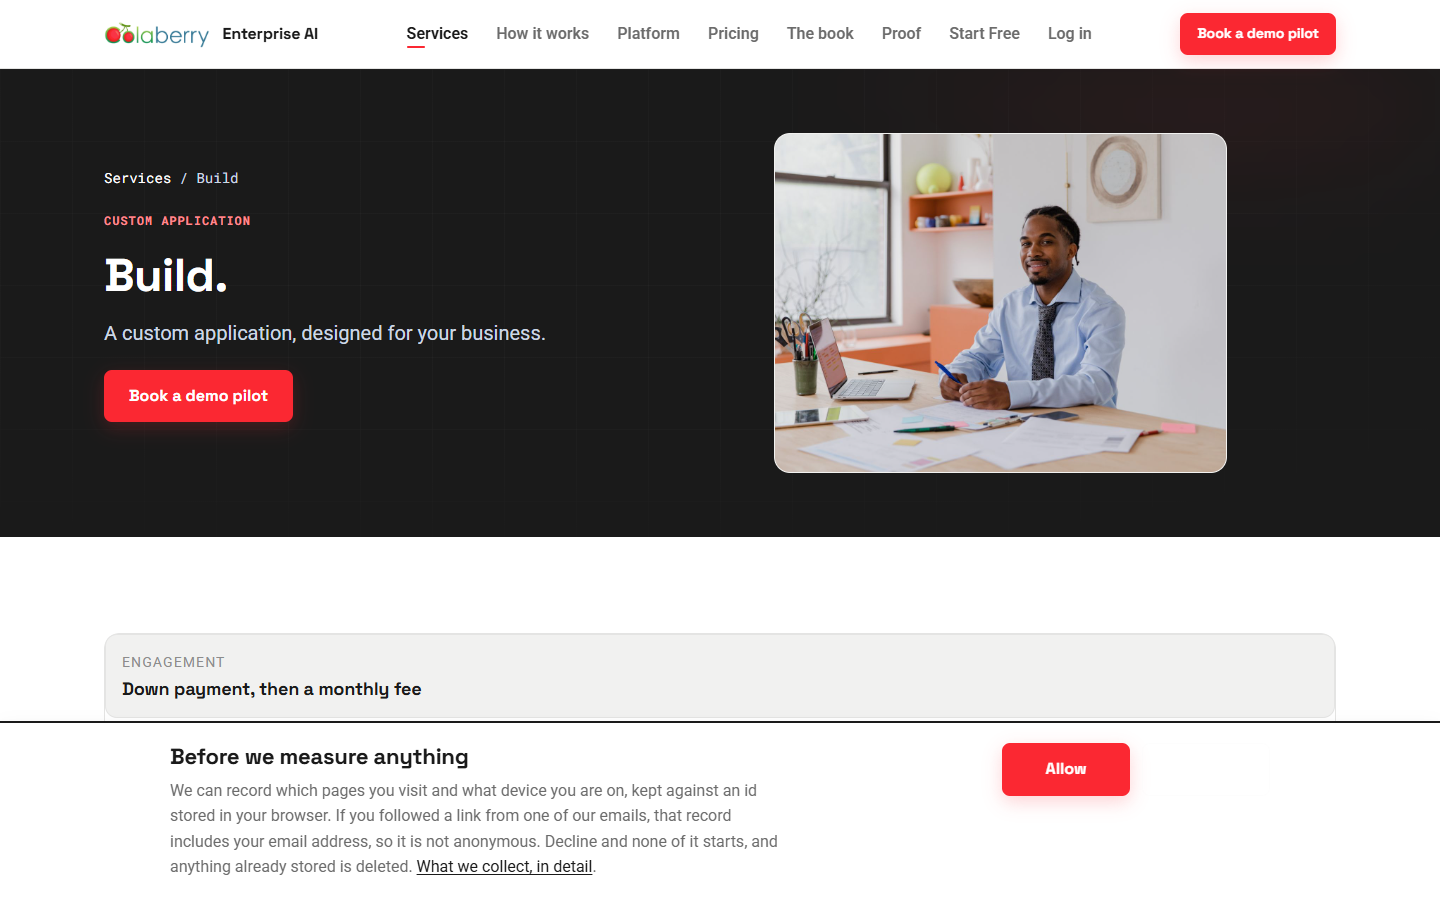 laberry Enterprise AI
Services How it works Platform Pricing The book Proof Start Free Log in
Book a demo pilot
Services / Build
CUSTOM APPLICATION
Build.
A custom application, designed for your business.
Book a demo pilot
ENGAGEMENT
Down payment, then a monthly fee
Before we measure anything
We can record which pages you visit and what device you are on, kept against an id
stored in your browser. If you followed a link from one of our emails, that record
includes your email address, so it is not anonymous. Decline and none of it starts, and
anything already stored is deleted. What we collect, in detail.
Allow